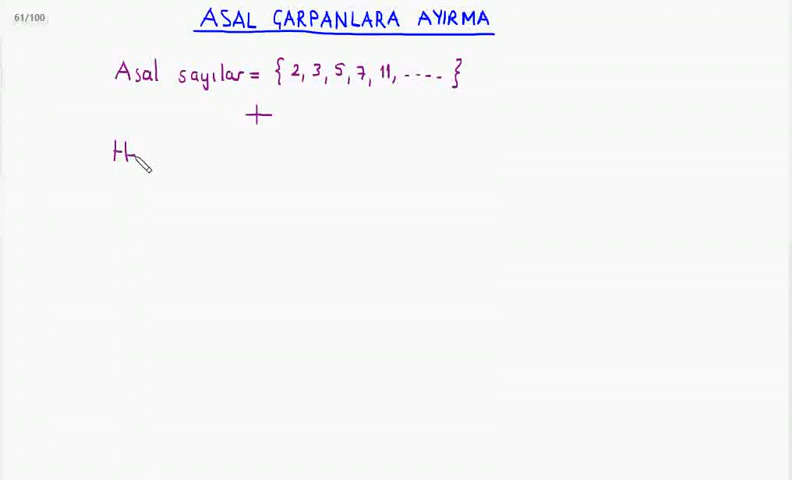 61/100
ASAL ÇARPANLARA AYIRMA
Asal sayılar = { 2, 3, 5, 7, 11, ---- }
+
H